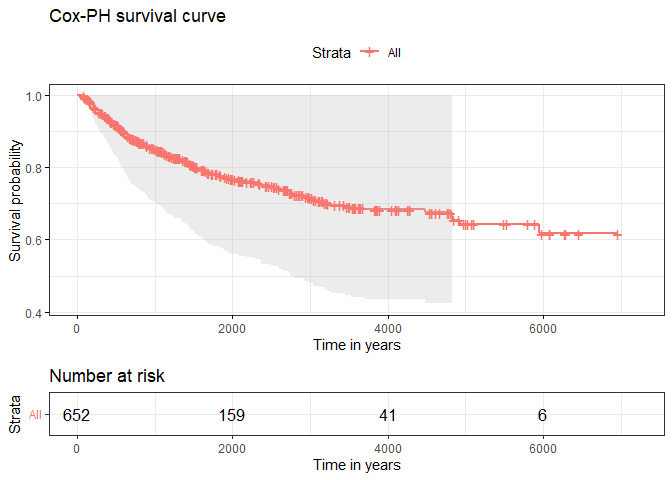 Cox-PH survival curve
Strata All
Survival probability
1.0
0.8
0.6
0.4
0 2000 4000 6000
Time in years
Number at risk
Strata
All 652 159 41 6
0 2000 4000 6000
Time in years